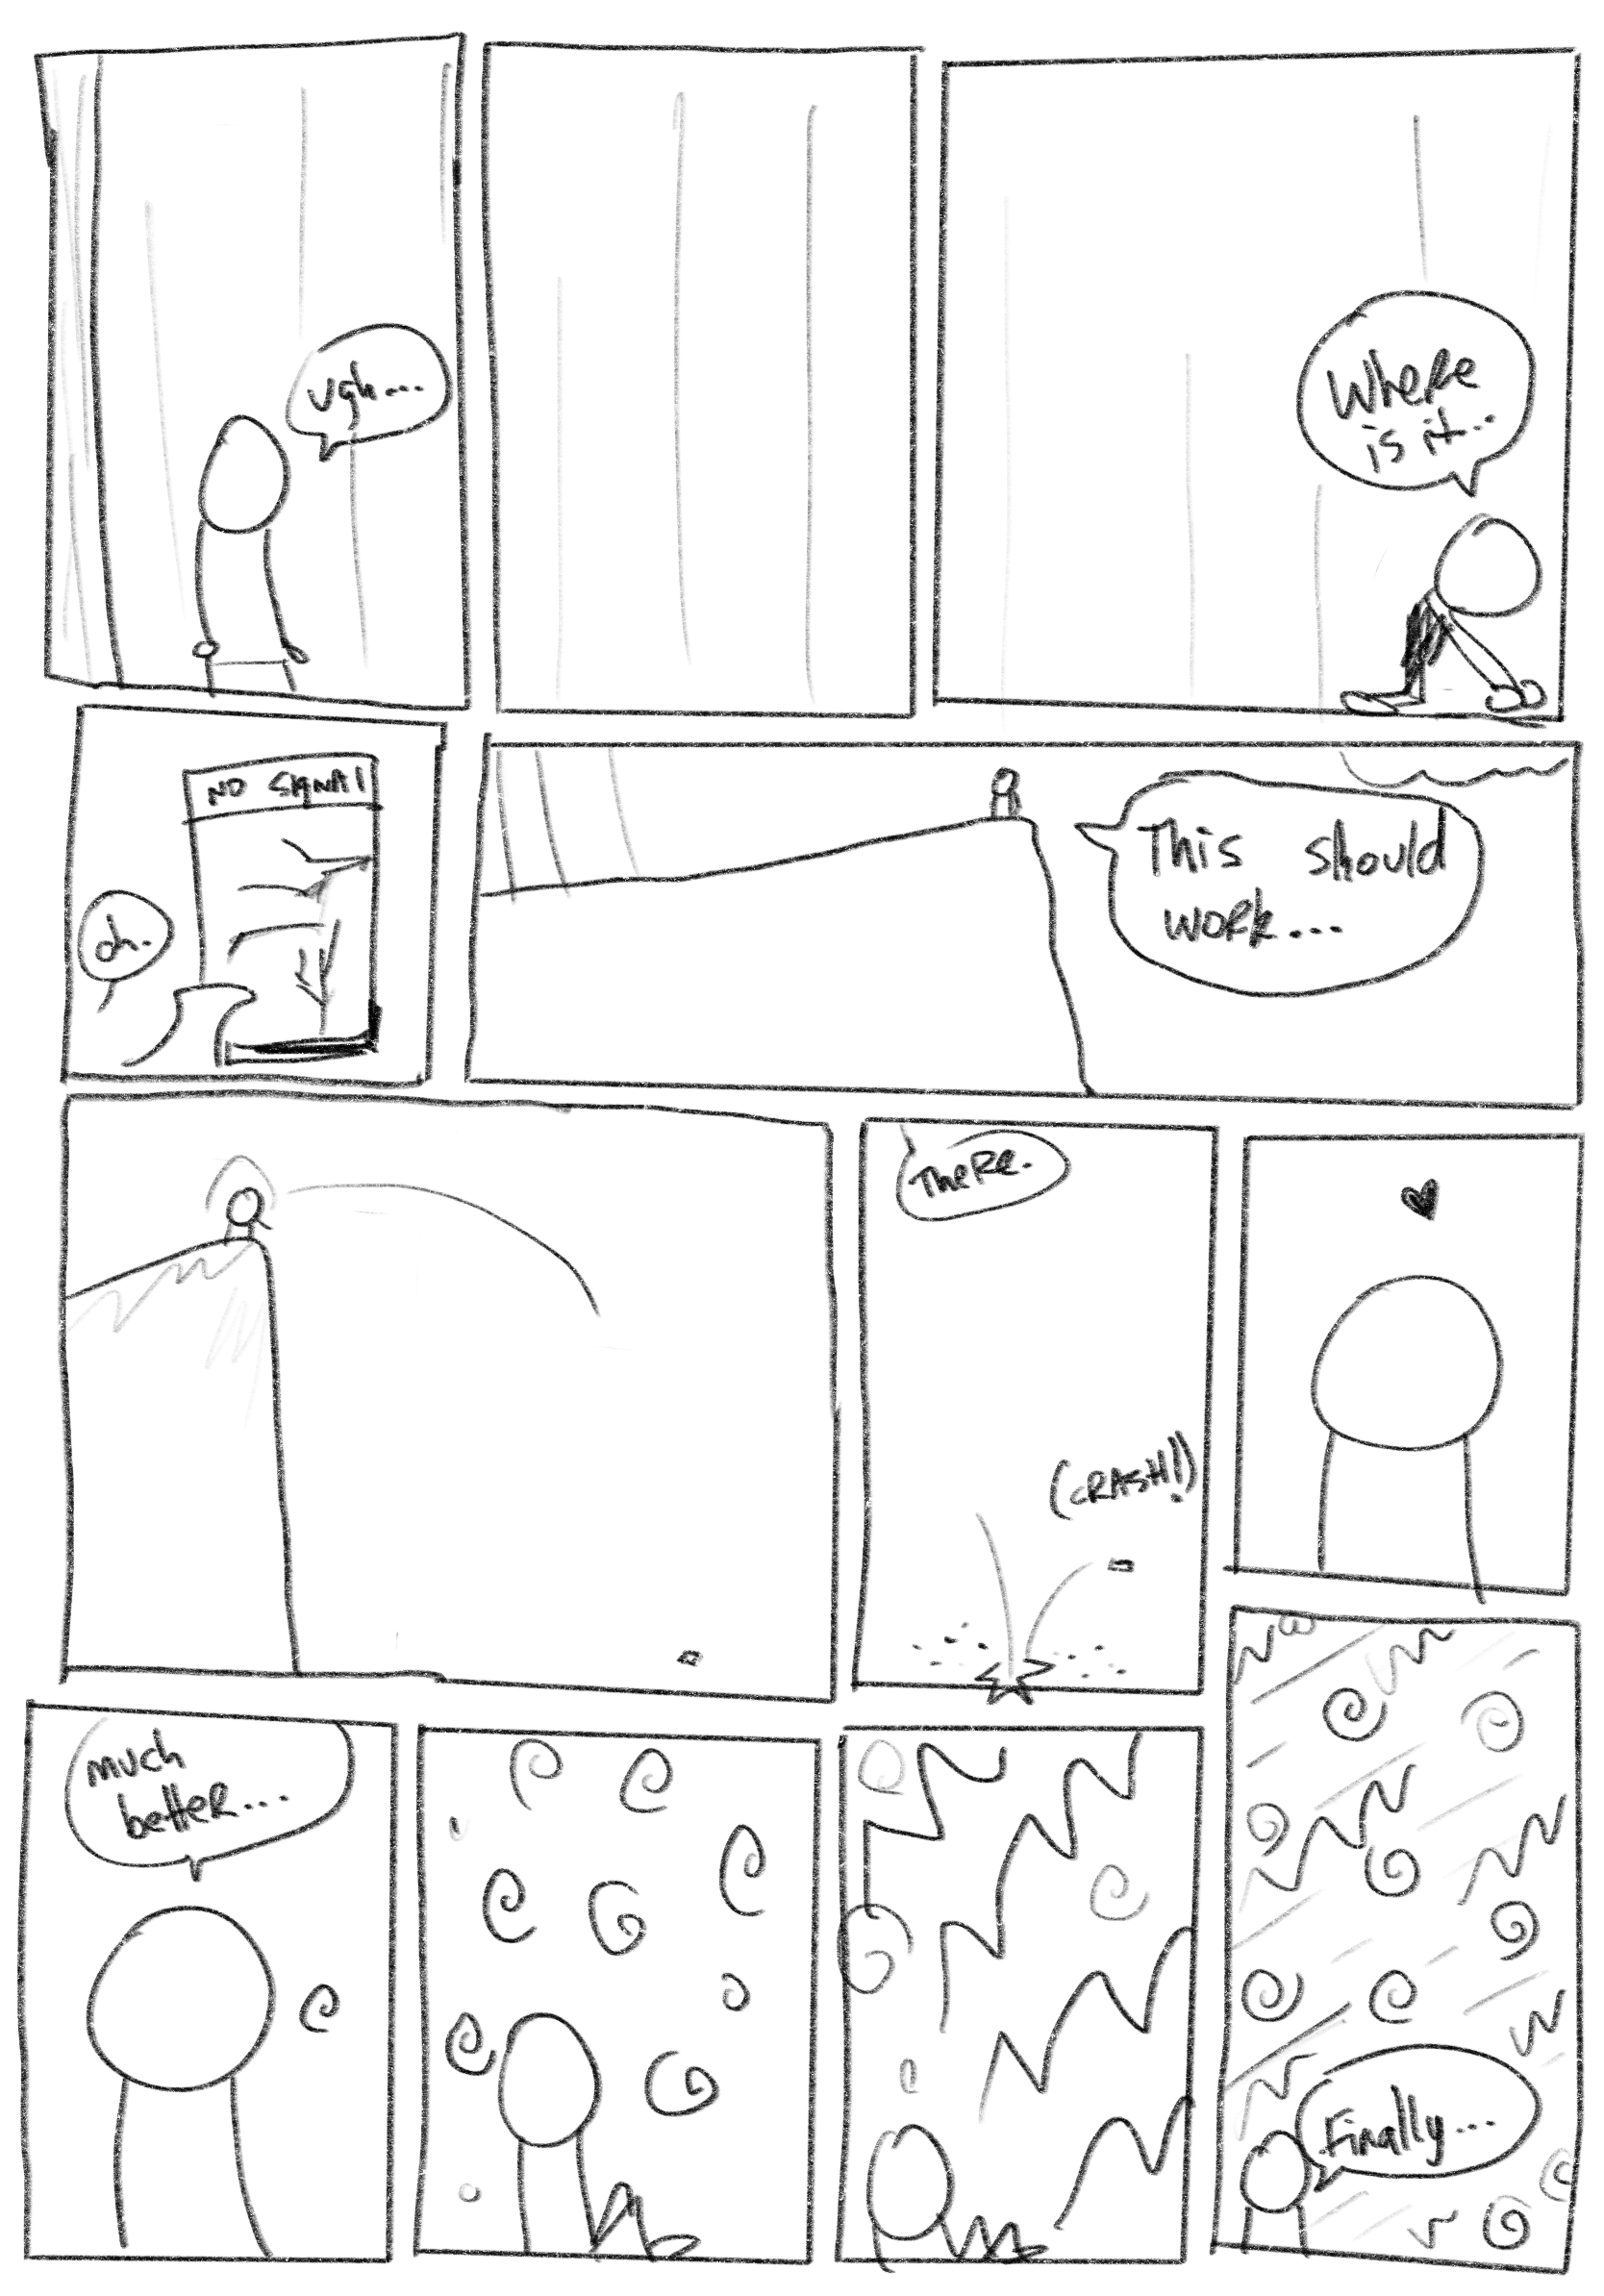 Ugh...
Where
is it...
NO SIGNAl
oh.
This should
work...
There.
(CRASH!)
much
better...
Finally...